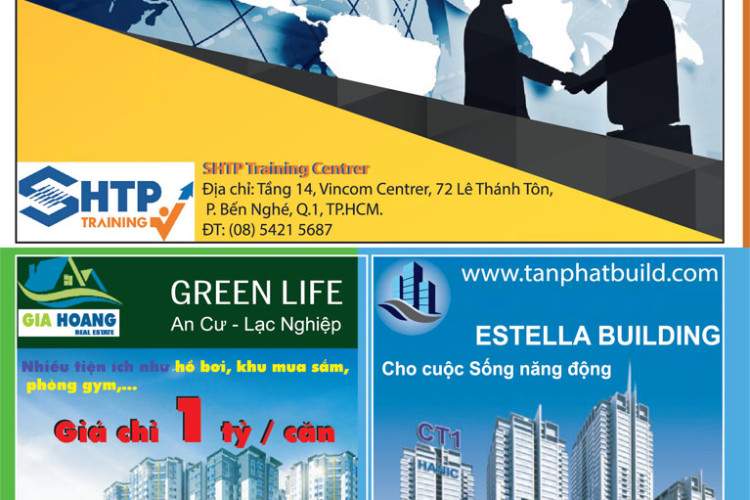 SHTP
TRAINING
SHTP Training Centrer
Địa chỉ: Tầng 14, Vincom Centrer, 72 Lê Thánh Tôn,
P. Bến Nghé, Q.1, TP.HCM.
ĐT: (08) 5421 5687
GIA HOANG
REAL ESTATE
GREEN LIFE
An Cư - Lạc Nghiệp
Nhiều tiện ích như hồ bơi, khu mua sắm,
phòng gym,...
Giá chỉ 1 tỷ / căn
www.tanphatbuild.com
ESTELLA BUILDING
Cho cuộc Sống năng động
CT1
HANIC